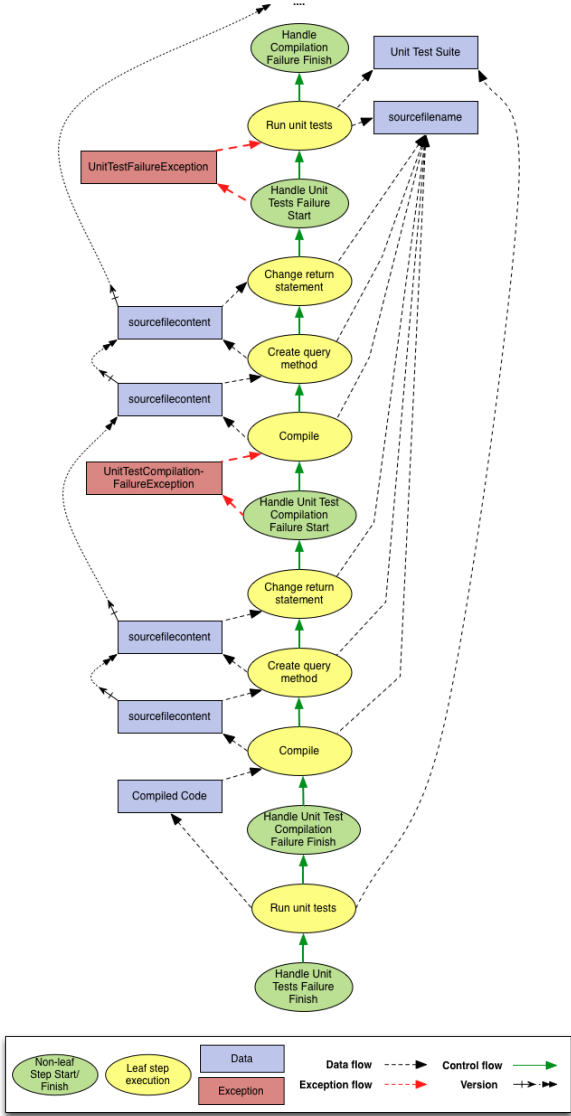 ....
Handle
Compilation
Failure Finish
Unit Test Suite
Run unit tests
sourcefilename
UnitTestFailureException
Handle Unit
Tests Failure
Start
Change return
statement
sourcefilecontent
Create query
method
sourcefilecontent
Compile
UnitTestCompilation-
FailureException
Handle Unit Test
Compilation
Failure Start
Change return
statement
sourcefilecontent
Create query
method
sourcefilecontent
Compile
Compiled Code
Handle Unit Test
Compilation
Failure Finish
Run unit tests
Handle Unit
Tests Failure
Finish
Non-leaf
Step Start/
Finish
Leaf step
execution
Data
Exception
Data flow
Control flow
Exception flow
Version